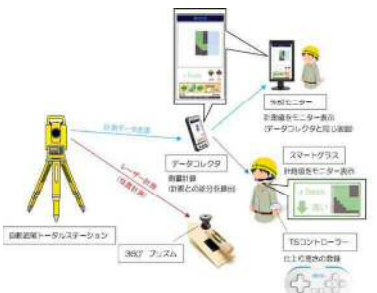 外部モニター
計測値をモニター表示
(データコレクタと同じ画面)
計測データ送信
データコレクタ
測量計算
(計画との差分を算出)
レーザー計測
(位置計測)
スマートグラス
計測値をモニター表示
高い
自動追尾トータルステーション
360° プリズム
TSコントローラー
仕上り高さの登録